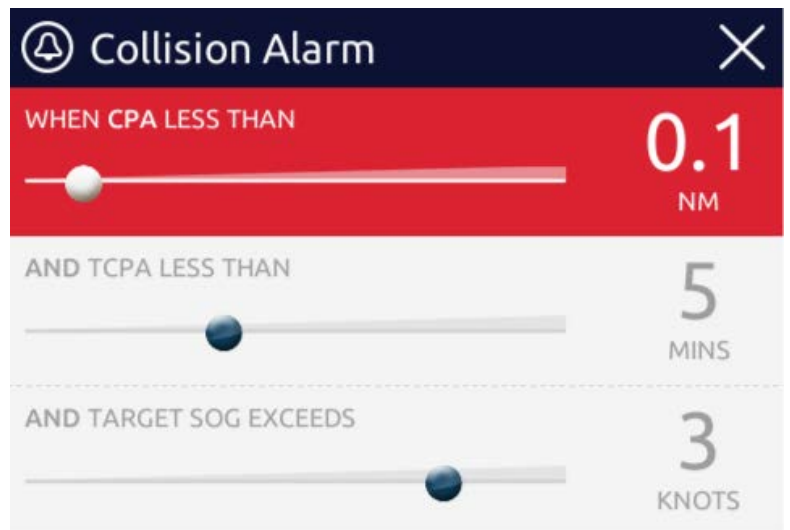 Collision Alarm
WHEN CPA LESS THAN
0.1
NM
AND TCPA LESS THAN
5
MINS
AND TARGET SOG EXCEEDS
3
KNOTS